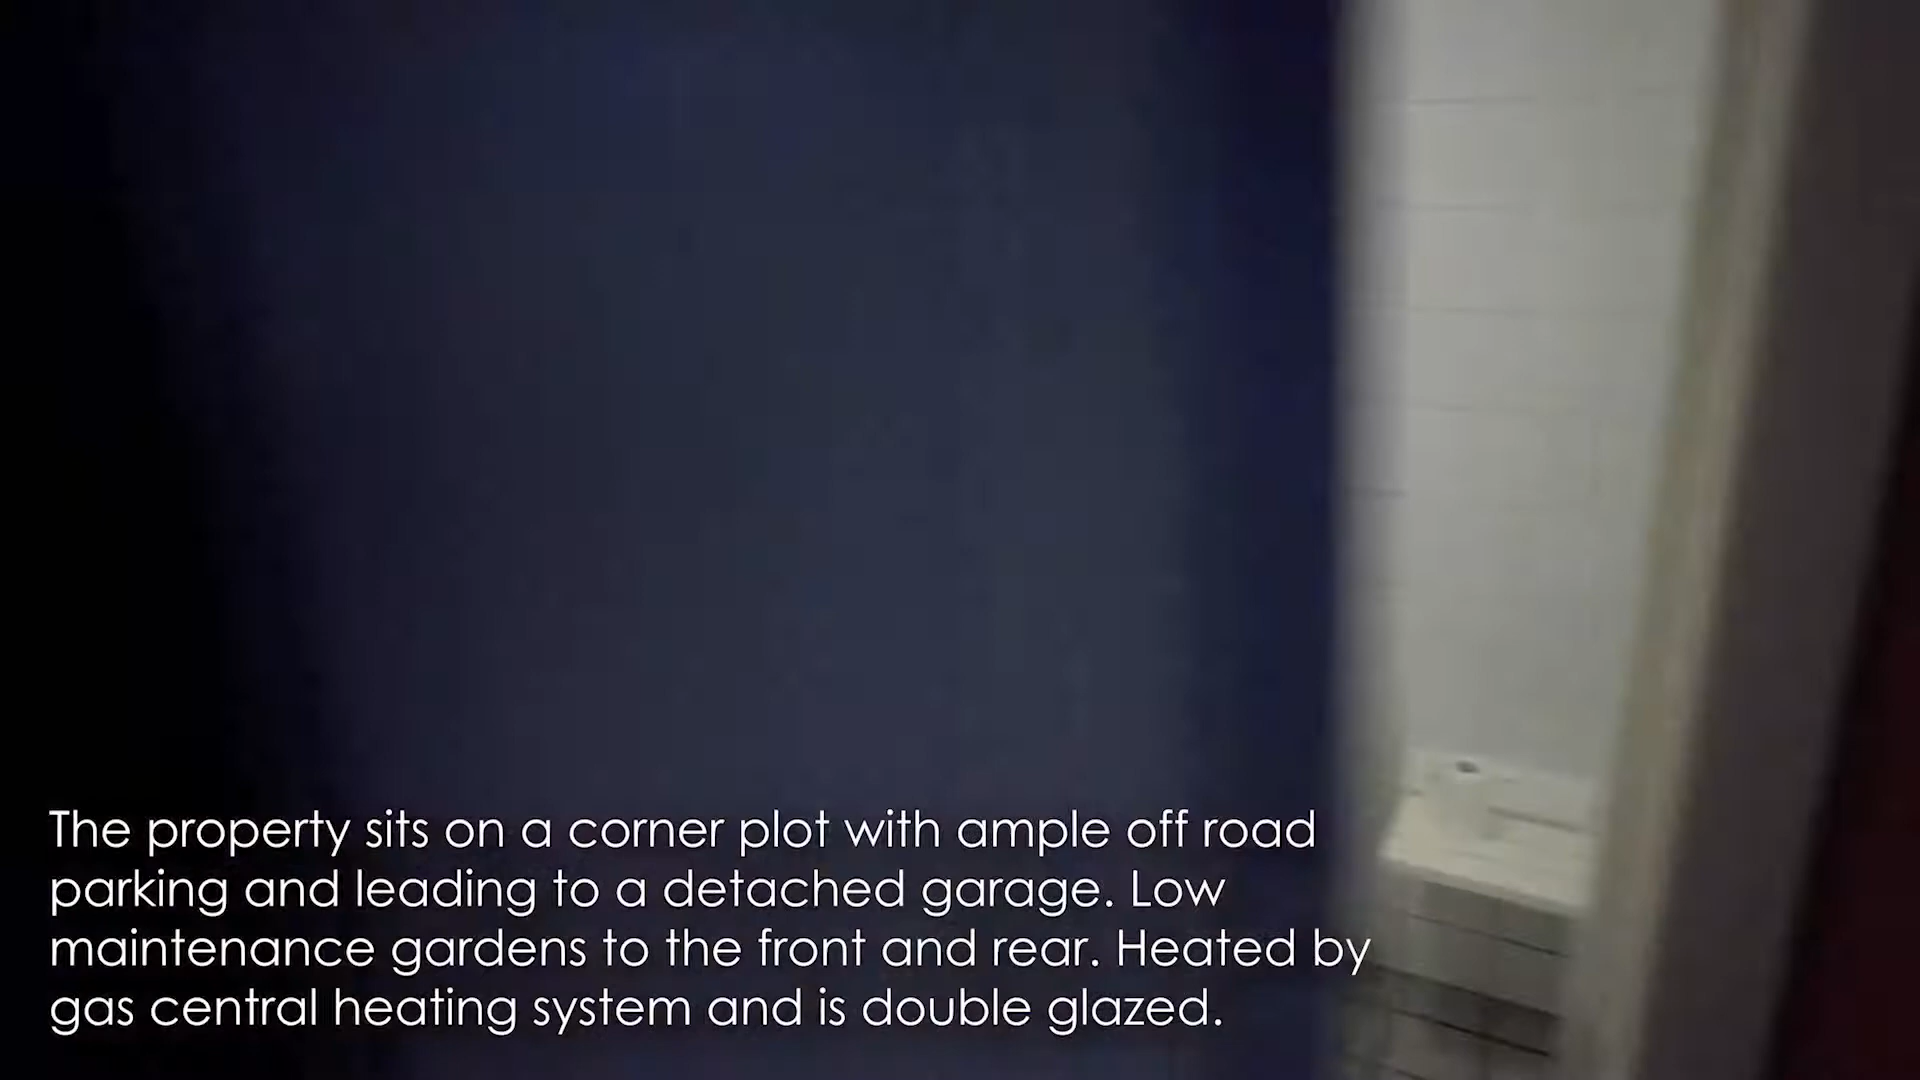 The property sits on a corner plot with ample off road
parking and leading to a detached garage. Low
maintenance gardens to the front and rear. Heated by
gas central heating system and is double glazed.